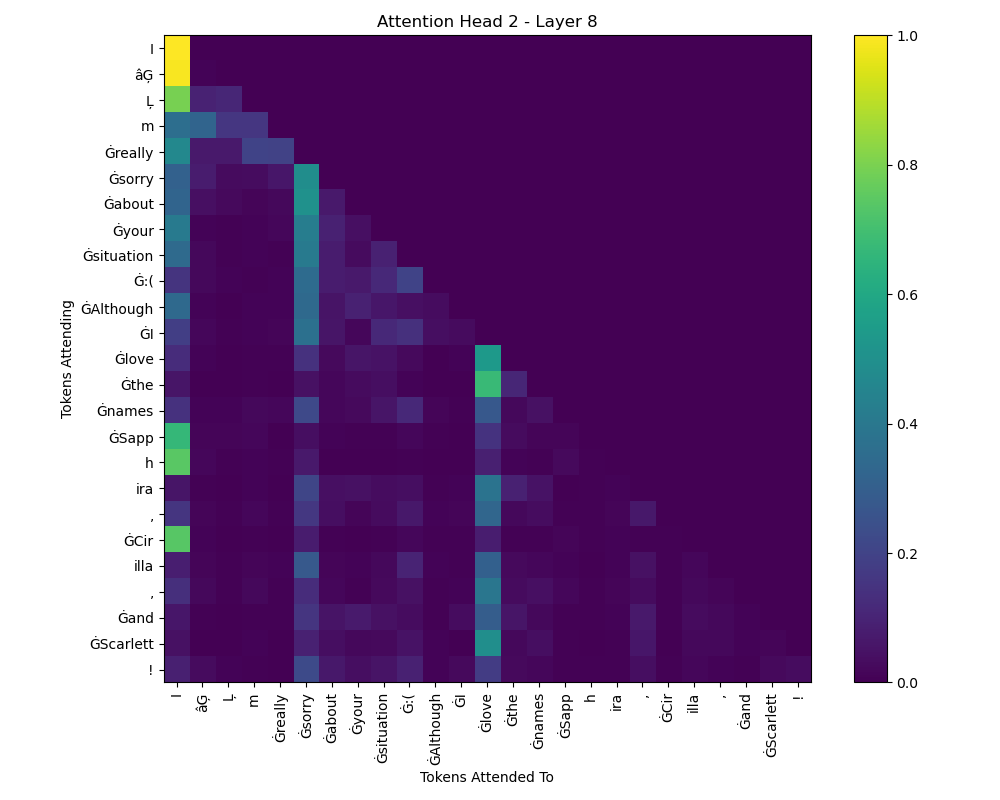 Attention Head 2 - Layer 8
Tokens Attending
I
âĢ
Ļ
m
Ġreally
Ġsorry
Ġabout
Ġyour
Ġsituation
Ġ:(
ĠAlthough
ĠI
Ġlove
Ġthe
Ġnames
ĠSapp
h
ira
,
ĠCir
illa
,
Ġand
ĠScarlett
!
I
âĢ
Ļ
m
Ġreally
Ġsorry
Ġabout
Ġyour
Ġsituation
Ġ:(
ĠAlthough
ĠI
Ġlove
Ġthe
Ġnames
ĠSapp
h
ira
,
ĠCir
illa
,
Ġand
ĠScarlett
!
Tokens Attended To
1.0
0.8
0.6
0.4
0.2
0.0